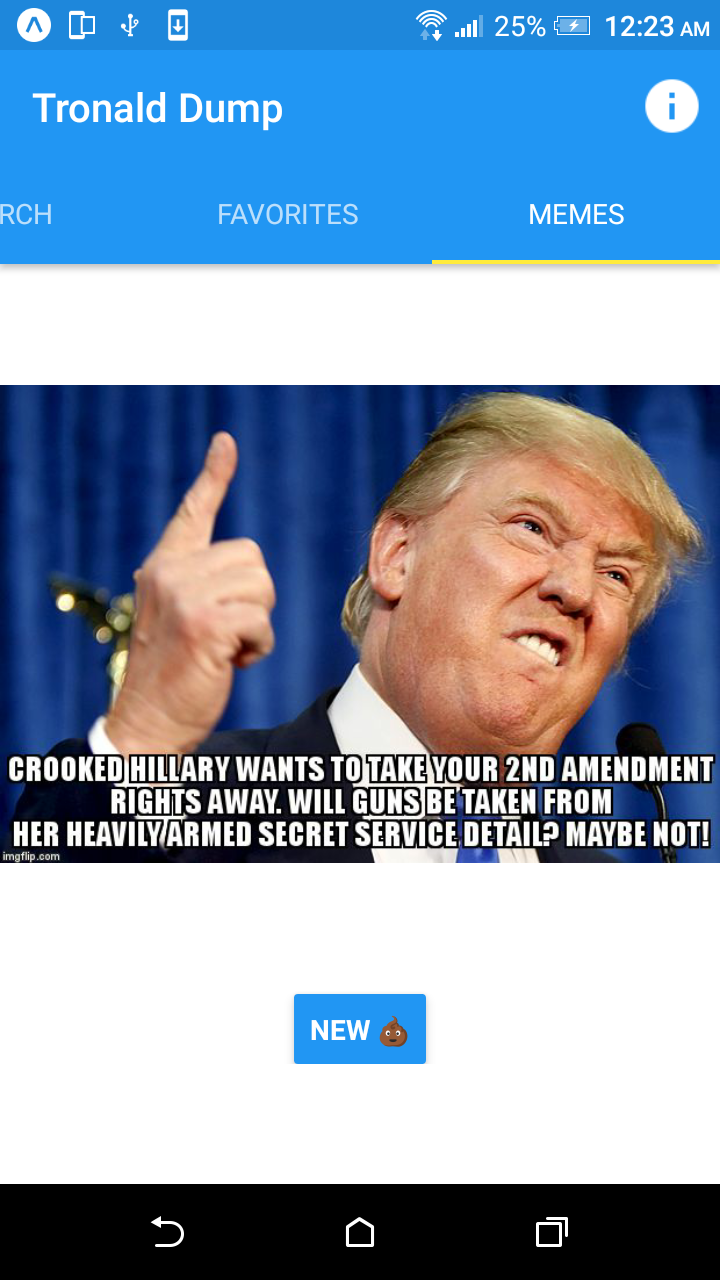 25% 12:23 AM
Tronald Dump
RCH FAVORITES MEMES
CROOKED HILLARY WANTS TO TAKE YOUR 2ND AMENDMENT
RIGHTS AWAY. WILL GUNS BE TAKEN FROM
HER HEAVILY ARMED SECRET SERVICE DETAIL? MAYBE NOT!
imgflip.com
NEW 💩